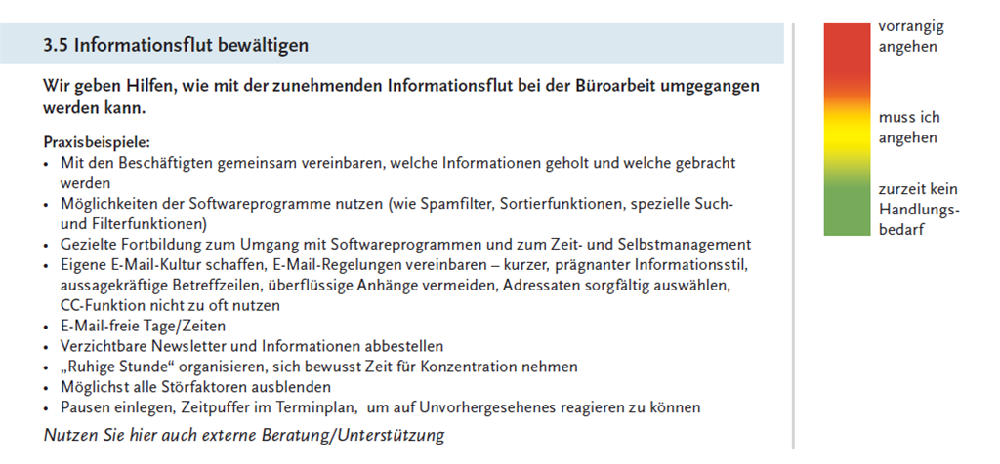 3.5 Informationsflut bewältigen
Wir geben Hilfen, wie mit der zunehmenden Informationsflut bei der Büroarbeit umgegangen
werden kann.
Praxisbeispiele:
• Mit den Beschäftigten gemeinsam vereinbaren, welche Informationen geholt und welche gebracht
werden
• Möglichkeiten der Softwareprogramme nutzen (wie Spamfilter, Sortierfunktionen, spezielle Such-
und Filterfunktionen)
• Gezielte Fortbildung zum Umgang mit Softwareprogrammen und zum Zeit- und Selbstmanagement
• Eigene E-Mail-Kultur schaffen, E-Mail-Regelungen vereinbaren – kurzer, prägnanter Informationsstil,
aussagekräftige Betreffzeilen, überflüssige Anhänge vermeiden, Adressaten sorgfältig auswählen,
CC-Funktion nicht zu oft nutzen
• E-Mail-freie Tage/Zeiten
• Verzichtbare Newsletter und Informationen abbestellen
• „Ruhige Stunde“ organisieren, sich bewusst Zeit für Konzentration nehmen
• Möglichst alle Störfaktoren ausblenden
• Pausen einlegen, Zeitpuffer im Terminplan, um auf Unvorhergesehenes reagieren zu können
Nutzen Sie hier auch externe Beratung/Unterstützung
vorrangig
angehen
muss ich
angehen
zurzeit kein
Handlungs-
bedarf